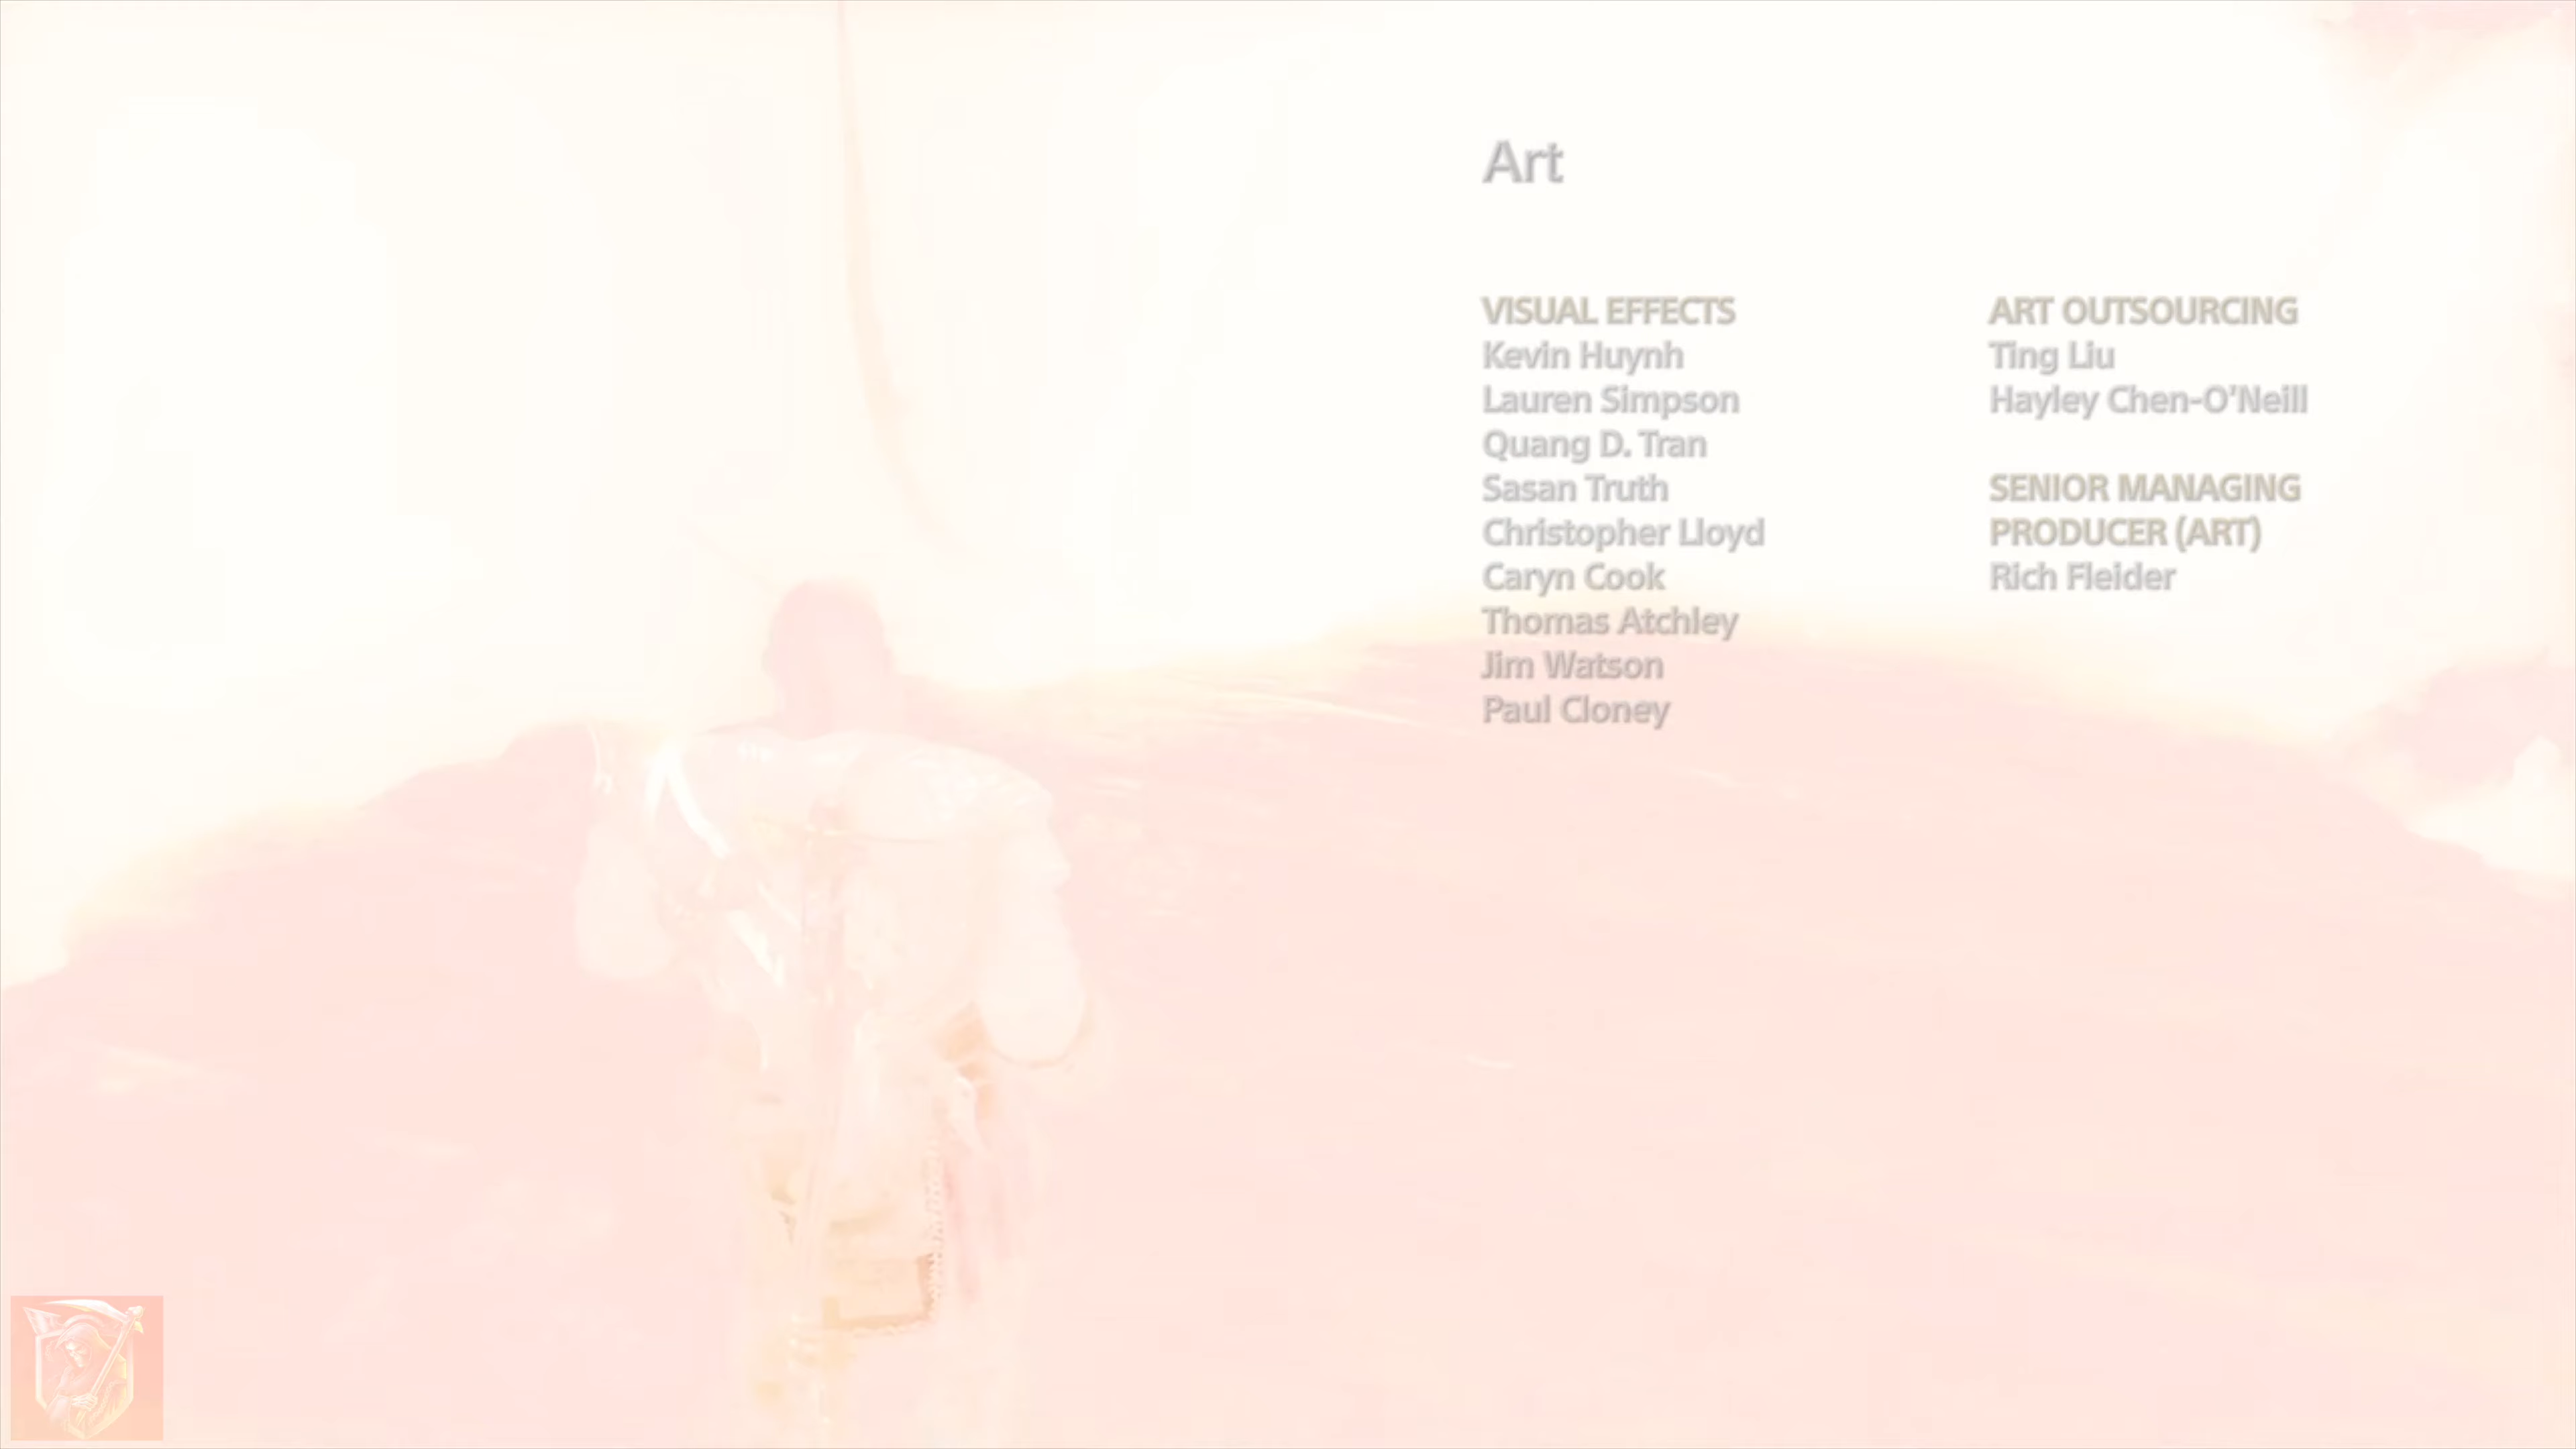 Art
VISUAL EFFECTS
Kevin Huynh
Lauren Simpson
Quang D. Tran
Sasan Truth
Christopher Lloyd
Caryn Cook
Thomas Atchley
Jim Watson
Paul Cloney
ART OUTSOURCING
Ting Liu
Hayley Chen-O'Neill
SENIOR MANAGING
PRODUCER (ART)
Rich Fleider